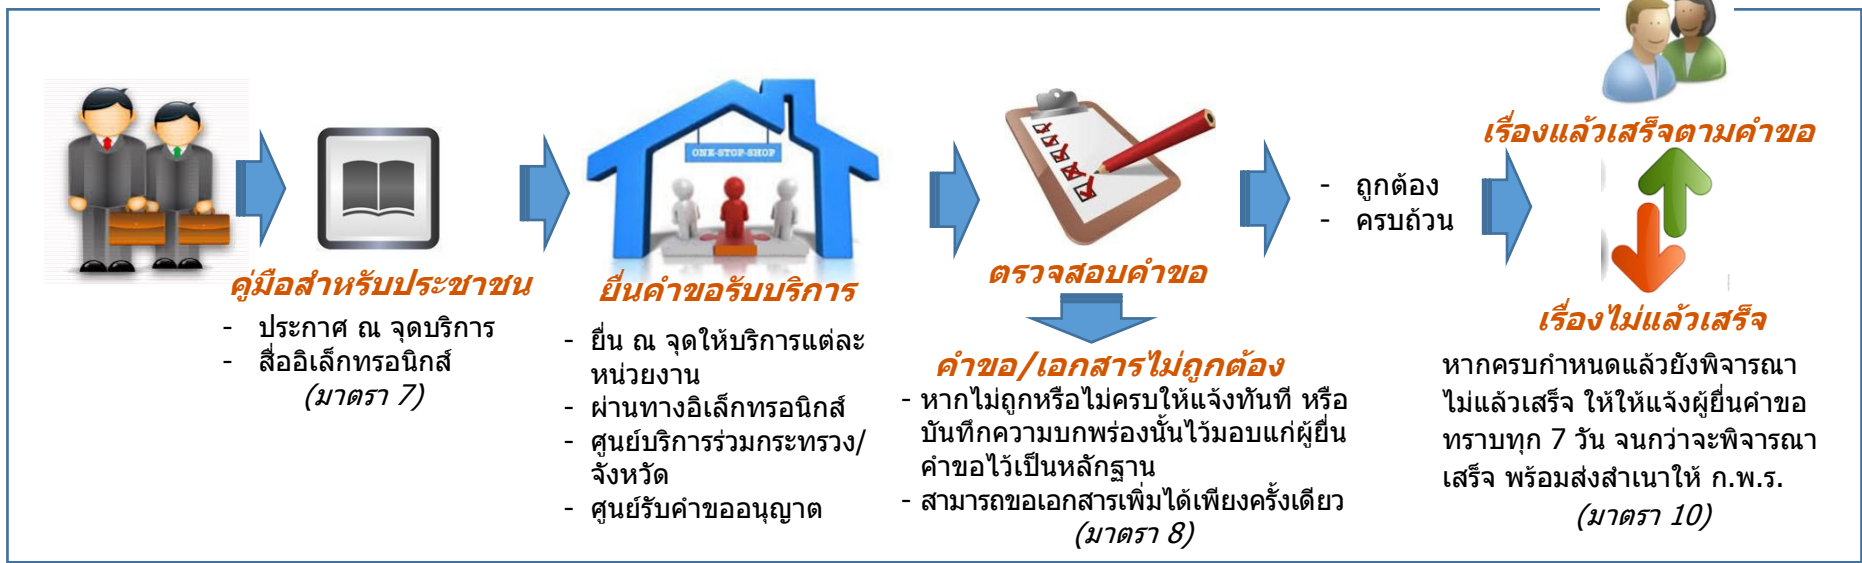 คู่มือสำหรับประชาชน
- ประกาศ ณ จุดบริการ
- สื่ออิเล็กทรอนิกส์
(มาตรา 7)
ONE-STOP-SHOP
ยื่นคำขอรับบริการ
- ยื่น ณ จุดให้บริการแต่ละ
หน่วยงาน
- ผ่านทางอิเล็กทรอนิกส์
- ศูนย์บริการร่วมกระทรวง/
จังหวัด
- ศูนย์รับคำขออนุญาต
ตรวจสอบคำขอ
คำขอ/เอกสารไม่ถูกต้อง
- หากไม่ถูกหรือไม่ครบให้แจ้งทันที หรือ
บันทึกความบกพร่องนั้นไว้มอบแก่ผู้ยื่น
คำขอไว้เป็นหลักฐาน
- สามารถขอเอกสารเพิ่มได้เพียงครั้งเดียว
(มาตรา 8)
- ถูกต้อง
- ครบถ้วน
เรื่องแล้วเสร็จตามคำขอ
เรื่องไม่แล้วเสร็จ
หากครบกำหนดแล้วยังพิจารณา
ไม่แล้วเสร็จ ให้ให้แจ้งผู้ยื่นคำขอ
ทราบทุก 7 วัน จนกว่าจะพิจารณา
เสร็จ พร้อมส่งสำเนาให้ ก.พ.ร.
(มาตรา 10)